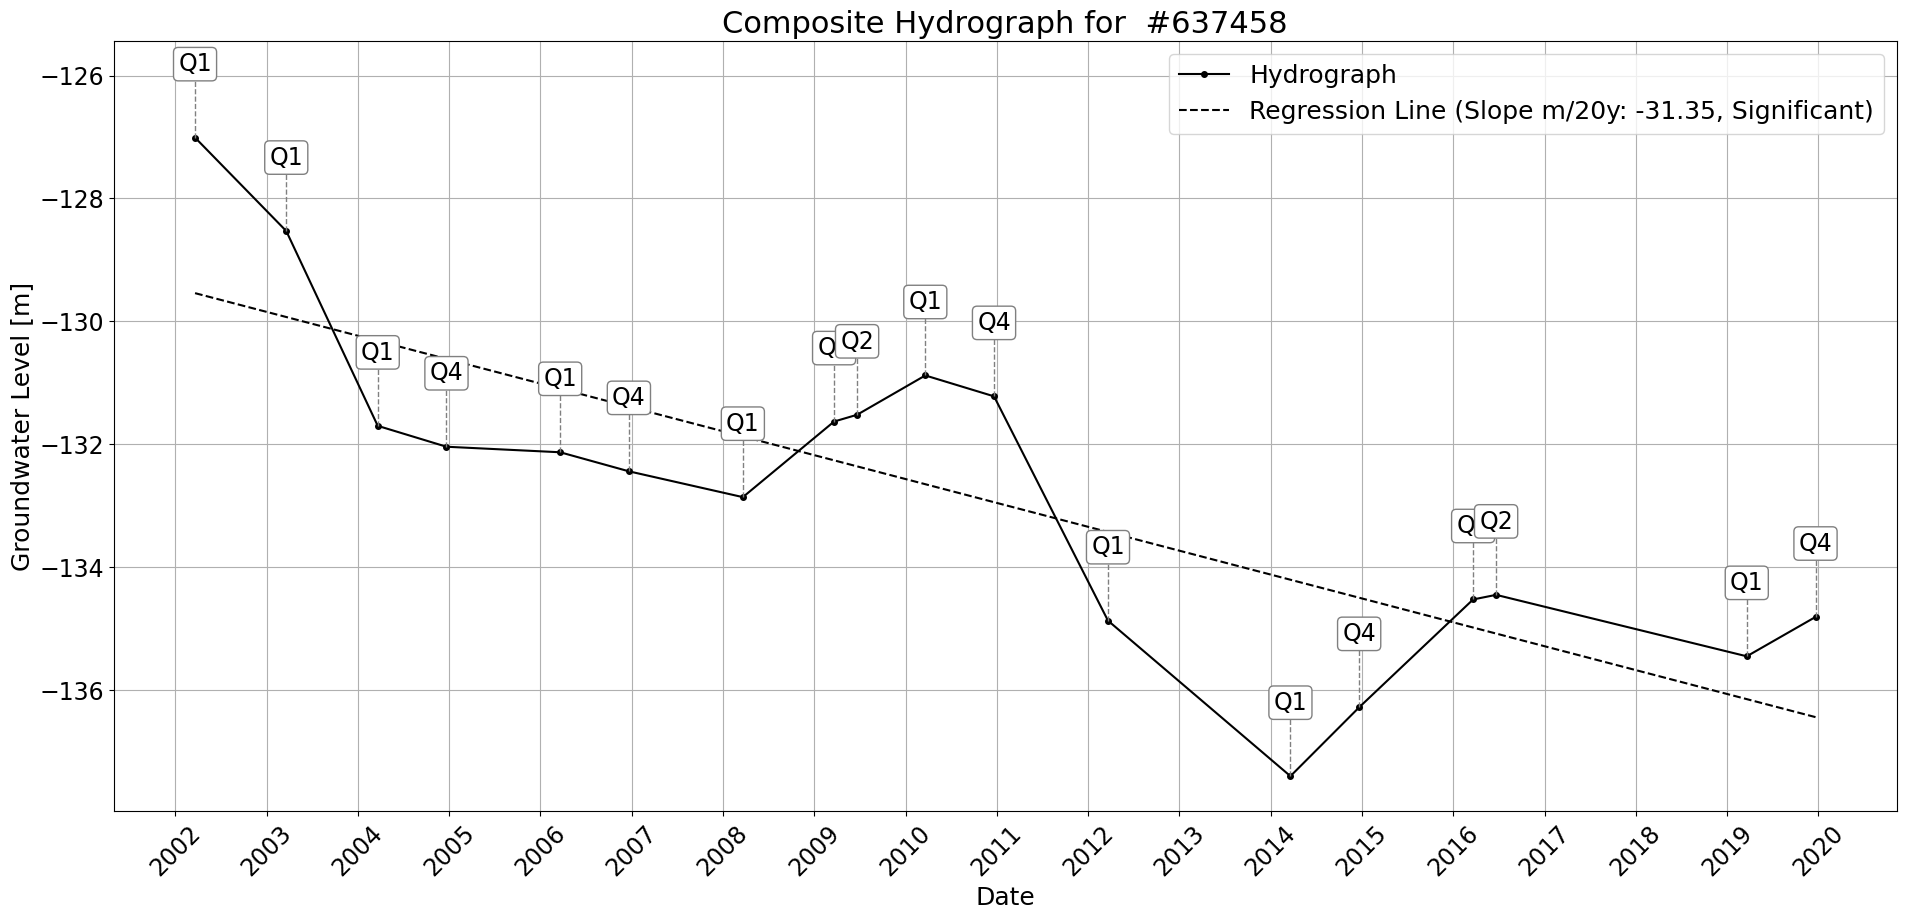 Composite Hydrograph for  #637458
Hydrograph
Regression Line (Slope m/20y: -31.35, Significant)
Groundwater Level [m]
−126
−128
−130
−132
−134
−136
Q1
Q1
Q1
Q4
Q1
Q4
Q1
Q
Q2
Q1
Q4
Q1
Q1
Q4
Q
Q2
Q1
Q4
2002
2003
2004
2005
2006
2007
2008
2009
2010
2011
2012
2013
2014
2015
2016
2017
2018
2019
2020
Date